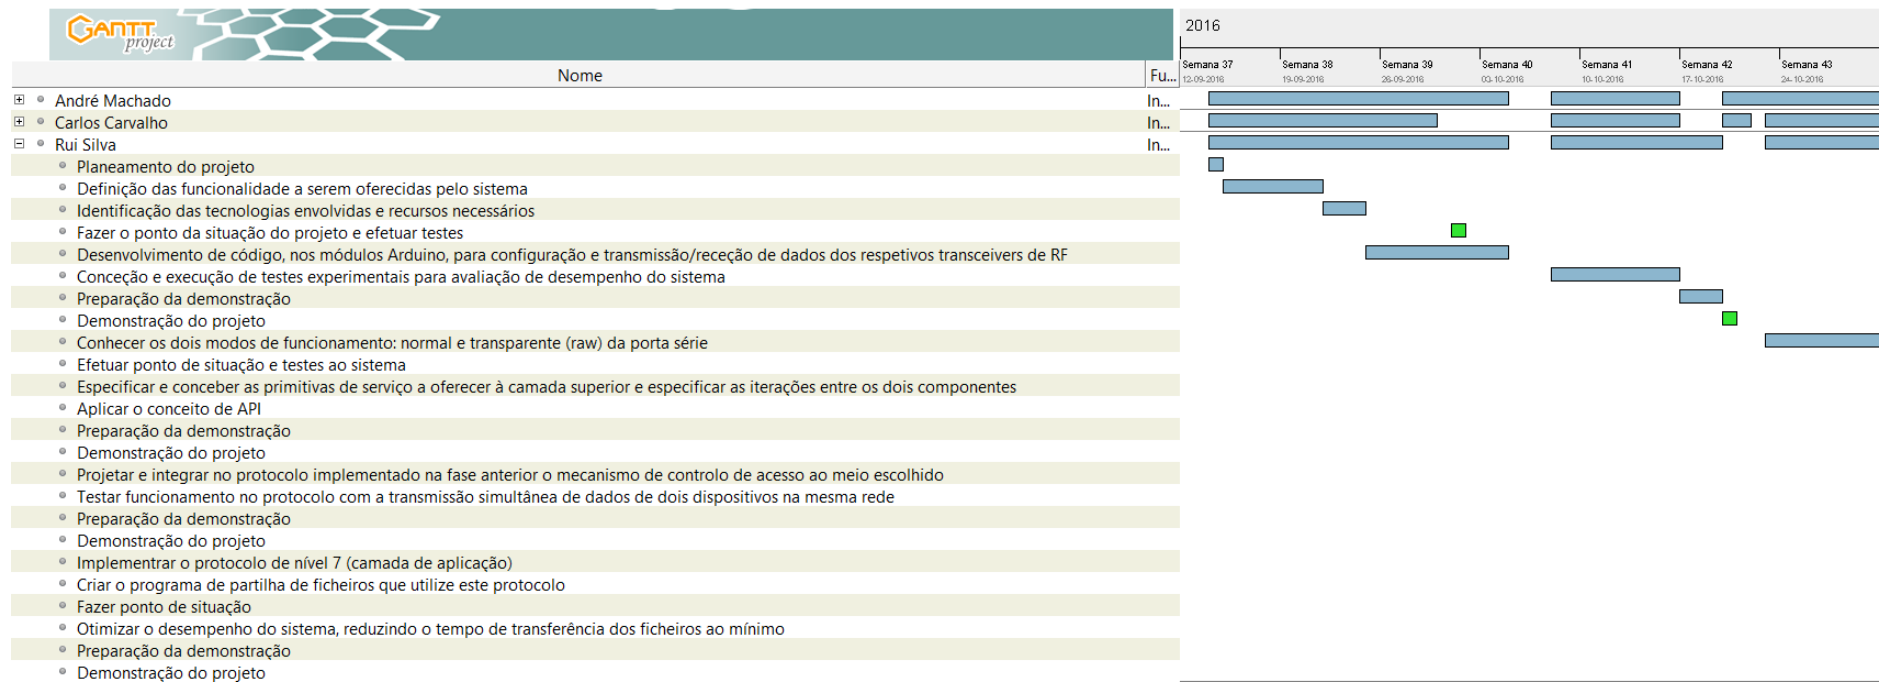 GANTT
project
2016
Semana 37 Semana 38 Semana 39 Semana 40 Semana 41 Semana 42 Semana 43
12-09-2016 19-09-2016 26-09-2016 03-10-2016 10-10-2016 17-10-2016 24-10-2016
Nome Fu...
André Machado In...
Carlos Carvalho In...
Rui Silva In...
Planeamento do projeto
Definição das funcionalidade a serem oferecidas pelo sistema
Identificação das tecnologias envolvidas e recursos necessários
Fazer o ponto da situação do projeto e efetuar testes
Desenvolvimento de código, nos módulos Arduino, para configuração e transmissão/receção de dados dos respetivos transceivers de RF
Conceção e execução de testes experimentais para avaliação de desempenho do sistema
Preparação da demonstração
Demonstração do projeto
Conhecer os dois modos de funcionamento: normal e transparente (raw) da porta série
Efetuar ponto de situação e testes ao sistema
Especificar e conceber as primitivas de serviço a oferecer à camada superior e especificar as iterações entre os dois componentes
Aplicar o conceito de API
Preparação da demonstração
Demonstração do projeto
Projetar e integrar no protocolo implementado na fase anterior o mecanismo de controlo de acesso ao meio escolhido
Testar funcionamento no protocolo com a transmissão simultânea de dados de dois dispositivos na mesma rede
Preparação da demonstração
Demonstração do projeto
Implementrar o protocolo de nível 7 (camada de aplicação)
Criar o programa de partilha de ficheiros que utilize este protocolo
Fazer ponto de situação
Otimizar o desempenho do sistema, reduzindo o tempo de transferência dos ficheiros ao mínimo
Preparação da demonstração
Demonstração do projeto